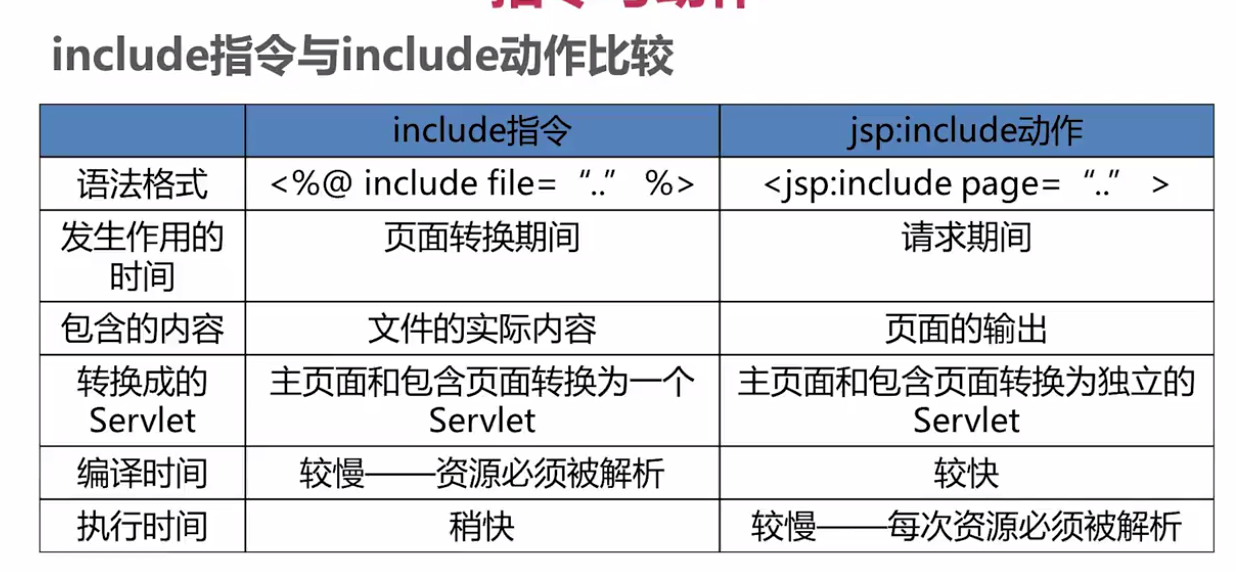 指令与动作
include指令与include动作比较
include指令 jsp:include动作
语法格式 <%@ include file= “..” %> <jsp:include page= “..” >
发生作用的 页面转换期间 请求期间
时间
包含的内容 文件的实际内容 页面的输出
转换成的 主页面和包含页面转换为一个 主页面和包含页面转换为独立的
Servlet Servlet Servlet
编译时间 较慢——资源必须被解析 较快
执行时间 稍快 较慢——每次资源必须被解析